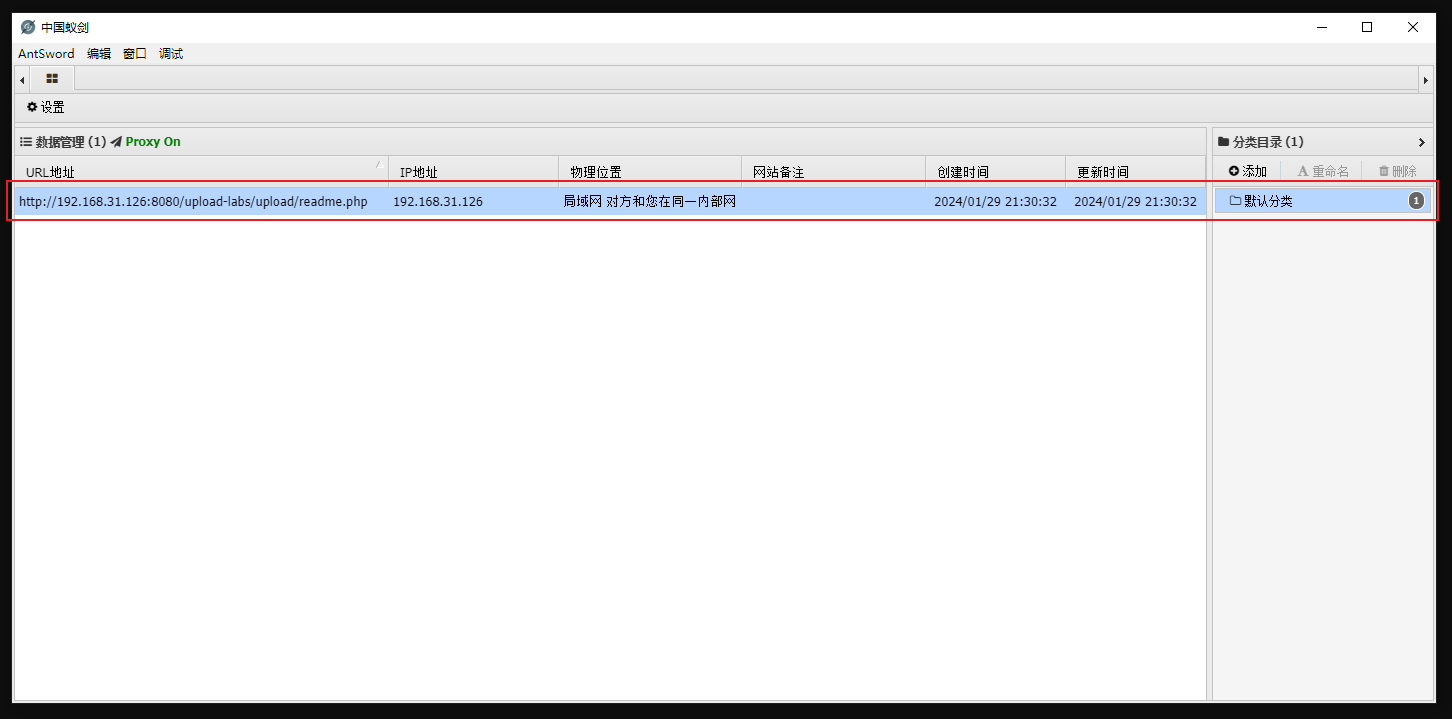 中国蚁剑
AntSword 编辑 窗口 调试
设置
数据管理 (1) Proxy On
分类目录 (1)
URL地址 IP地址 物理位置 网站备注 创建时间 更新时间
添加 重命名 删除
http://192.168.31.126:8080/upload-labs/upload/readme.php 192.168.31.126 局域网 对方和您在同一内部网 2024/01/29 21:30:32 2024/01/29 21:30:32
默认分类 1